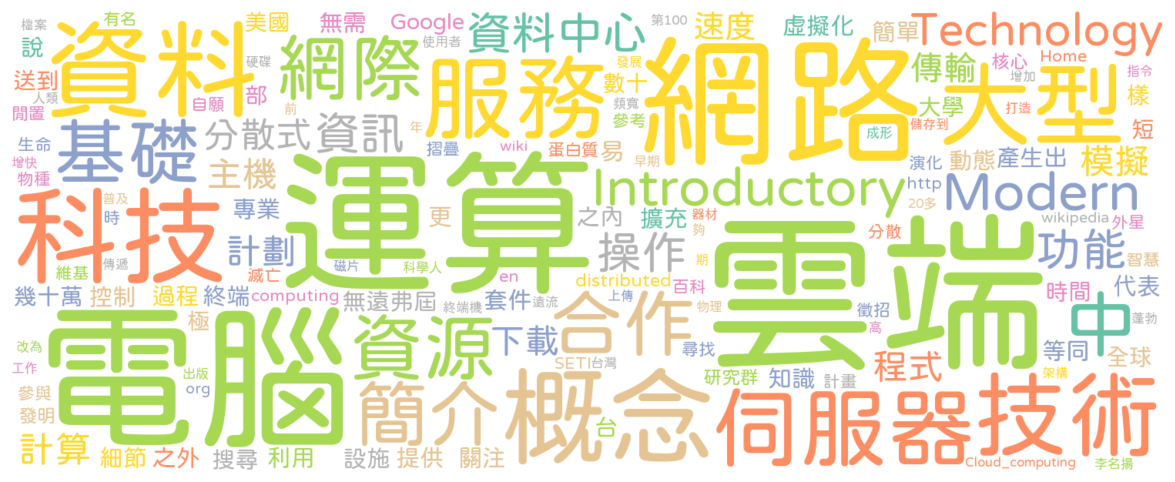 檔案
有名
美國
無需
Google
使用者
資料中心
第100
速度
虛擬化
簡單
Technology
說
資料
硬碟
網際
服務
發展
數十
網路
傳輸
核心
Home
增加
指令
送到
人類
閒置
自願
部
前
頻寬
參考
大學
打造
大型
樣
儲存到
短
基礎
分散式
資訊
年
摺疊
wiki
蛋白質
易
早期
成形
生命
增快
物種
主機
運算
Introductory
演化
動態
產生出
模擬
http
20多
Modern
科技
普及
時
專業
更
之內
擴充
器材
夠
wikipedia
外星
計劃
操作
分散
功能
智慧
維基
傳遞
滅亡
磁片
科學人
en
distributed
百科
期
雲端
幾十萬
控制
過程
終端
computing
無遠弗屆
終端機
套件
遠流
上傳
物理
徵招
高
時間
代表
蓬勃
中
極
電腦
資源
下載
合作
尋找
等同
全球
改為
工作
出版
org
SETI
台灣
研究群
知識
計畫
程式
架構
參與
發明
簡介
概念
台
伺服器
技術
計算
細節
之外
搜尋
利用
設施
提供
關注
Cloud_computing
李名揚